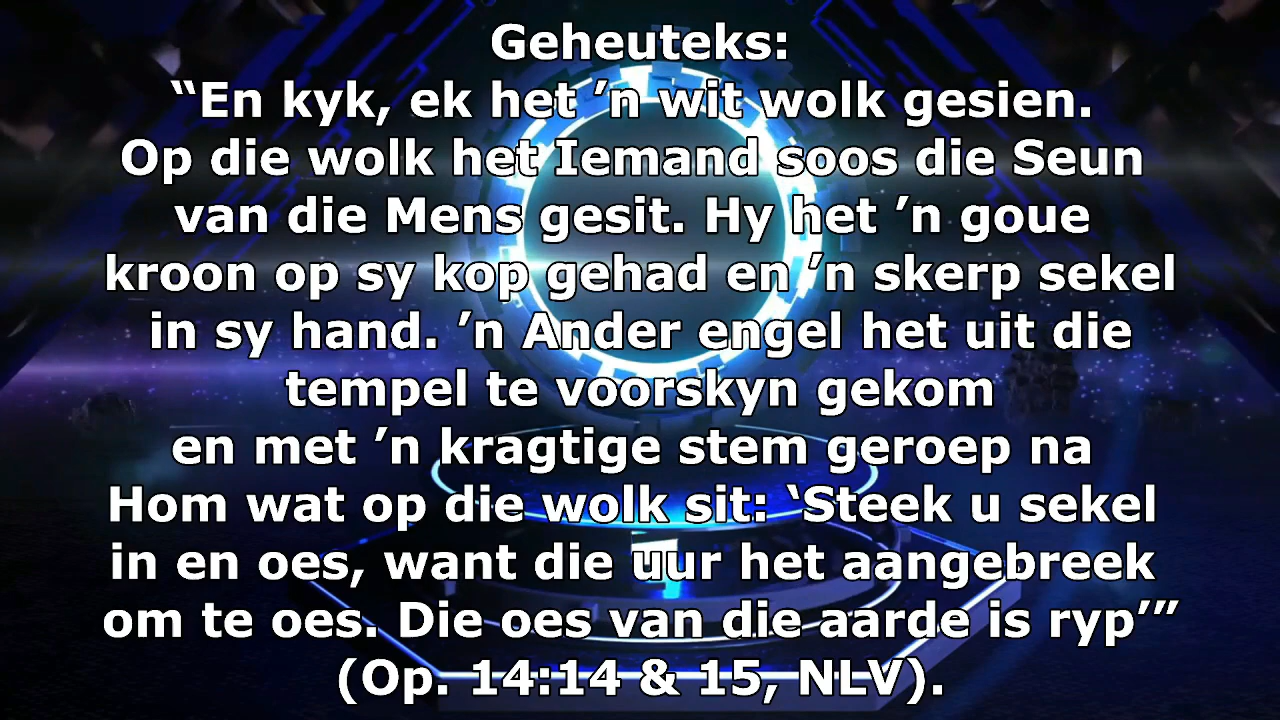 Geheuteks:
“En kyk, ek het ’n wit wolk gesien.
Op die wolk het Iemand soos die Seun
van die Mens gesit. Hy het ’n goue
kroon op sy kop gehad en ’n skerp sekel
in sy hand. ’n Ander engel het uit die
tempel te voorskyn gekom
en met ’n kragtige stem geroep na
Hom wat op die wolk sit: ‘Steek u sekel
in en oes, want die uur het aangebreek
om te oes. Die oes van die aarde is ryp’”
(Op. 14:14 & 15, NLV).